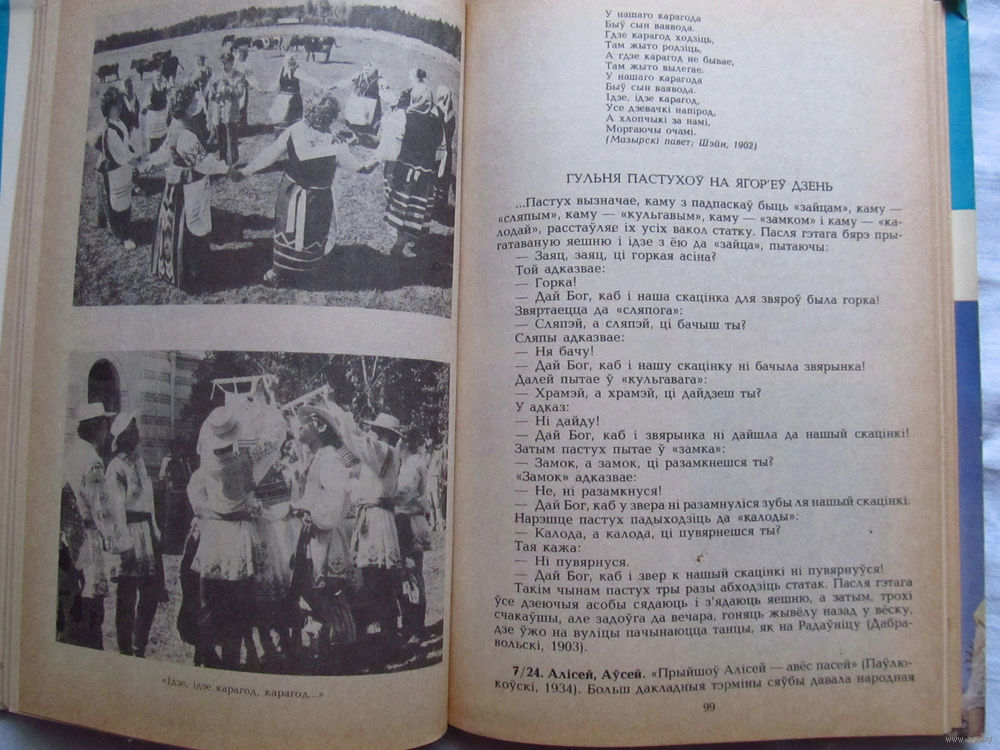 «Ідзе, ідзе карагод, карагод...»
У нашаго карагода
Быў сын ваявода.
Гдзе карагод ходзіць,
Там жыто родзіць,
А гдзе карагод не бывае,
Там жыто вылегае.
У нашаго карагода
Быў сын ваявода.
Ідзе, ідзе карагод,
Усе дзевачкі напірод,
А хлопчыкі за намі,
Моргаючы очамі.
(Мазырскі павет; Шэйн, 1902)
ГУЛЬНЯ ПАСТУХОЎ НА ЯГОР'ЕЎ ДЗЕНЬ
...Пастух вызначае, каму з падпаскаў быць «зайцам», каму —
«сляпым», каму — «кульгавым», каму — «замком» і каму — «ка-
лодай», расстаўляе іх усіх вакол статку. Пасля гэтага бярэ пры-
гатаваную яешню і ідзе з ёю да «зайца», пытаючы:
— Заяц, заяц, ці горкая асіна?
Той адказвае:
— Горка!
— Дай Бог, каб і наша скацінка для звяроў была горка!
Звяртаецца да «сляпога»:
— Сляпэй, а сляпэй, ці бачыш ты?
Сляпы адказвае:
— Ня бачу!
— Дай Бог, каб і нашу скацінку ні бачыла звярынка!
Далей пытае ў «кульгавага»:
— Храмэй, а храмэй, ці дайдзеш ты?
У адказ:
— Ні дайду!
— Дай Бог, каб і звярынка ні дайшла да нашый скацінкі!
Затым пастух пытае ў «замка»:
— Замок, а замок, ці разамкнешся ты?
«Замок» адказвае:
— Не, ні разамкнуся!
— Дай Бог, каб у звера ні разамнуліся зубы ля нашый скацінкі.
Нарэшце пастух падыходзіць да «калоды»:
— Калода, а калода, ці пувярнешся ты?
Тая кажа:
— Ні пувярнуся.
— Дай Бог, каб і звер к нашый скацінкі ні пувярнуўся!
Такім чынам пастух тры разы абходзіць статак. Пасля гэтага
ўсе дзеючыя асобы сядаюць і з'ядаюць яешню, а затым, трохі
счакаўшы, але задоўга да вечара, гоняць жывёлу назад у вёску,
дзе ўжо на вуліцы пачынаюцца танцы, як на Радаўніцу (Дабра-
вольскі, 1903).
7/24. Алісей, Аўсей. «Прыйшоў Алісей — авёс пасей» (Паўлю-
коўскі, 1934). Больш дакладныя тэрміны сяўбы давала народная
99